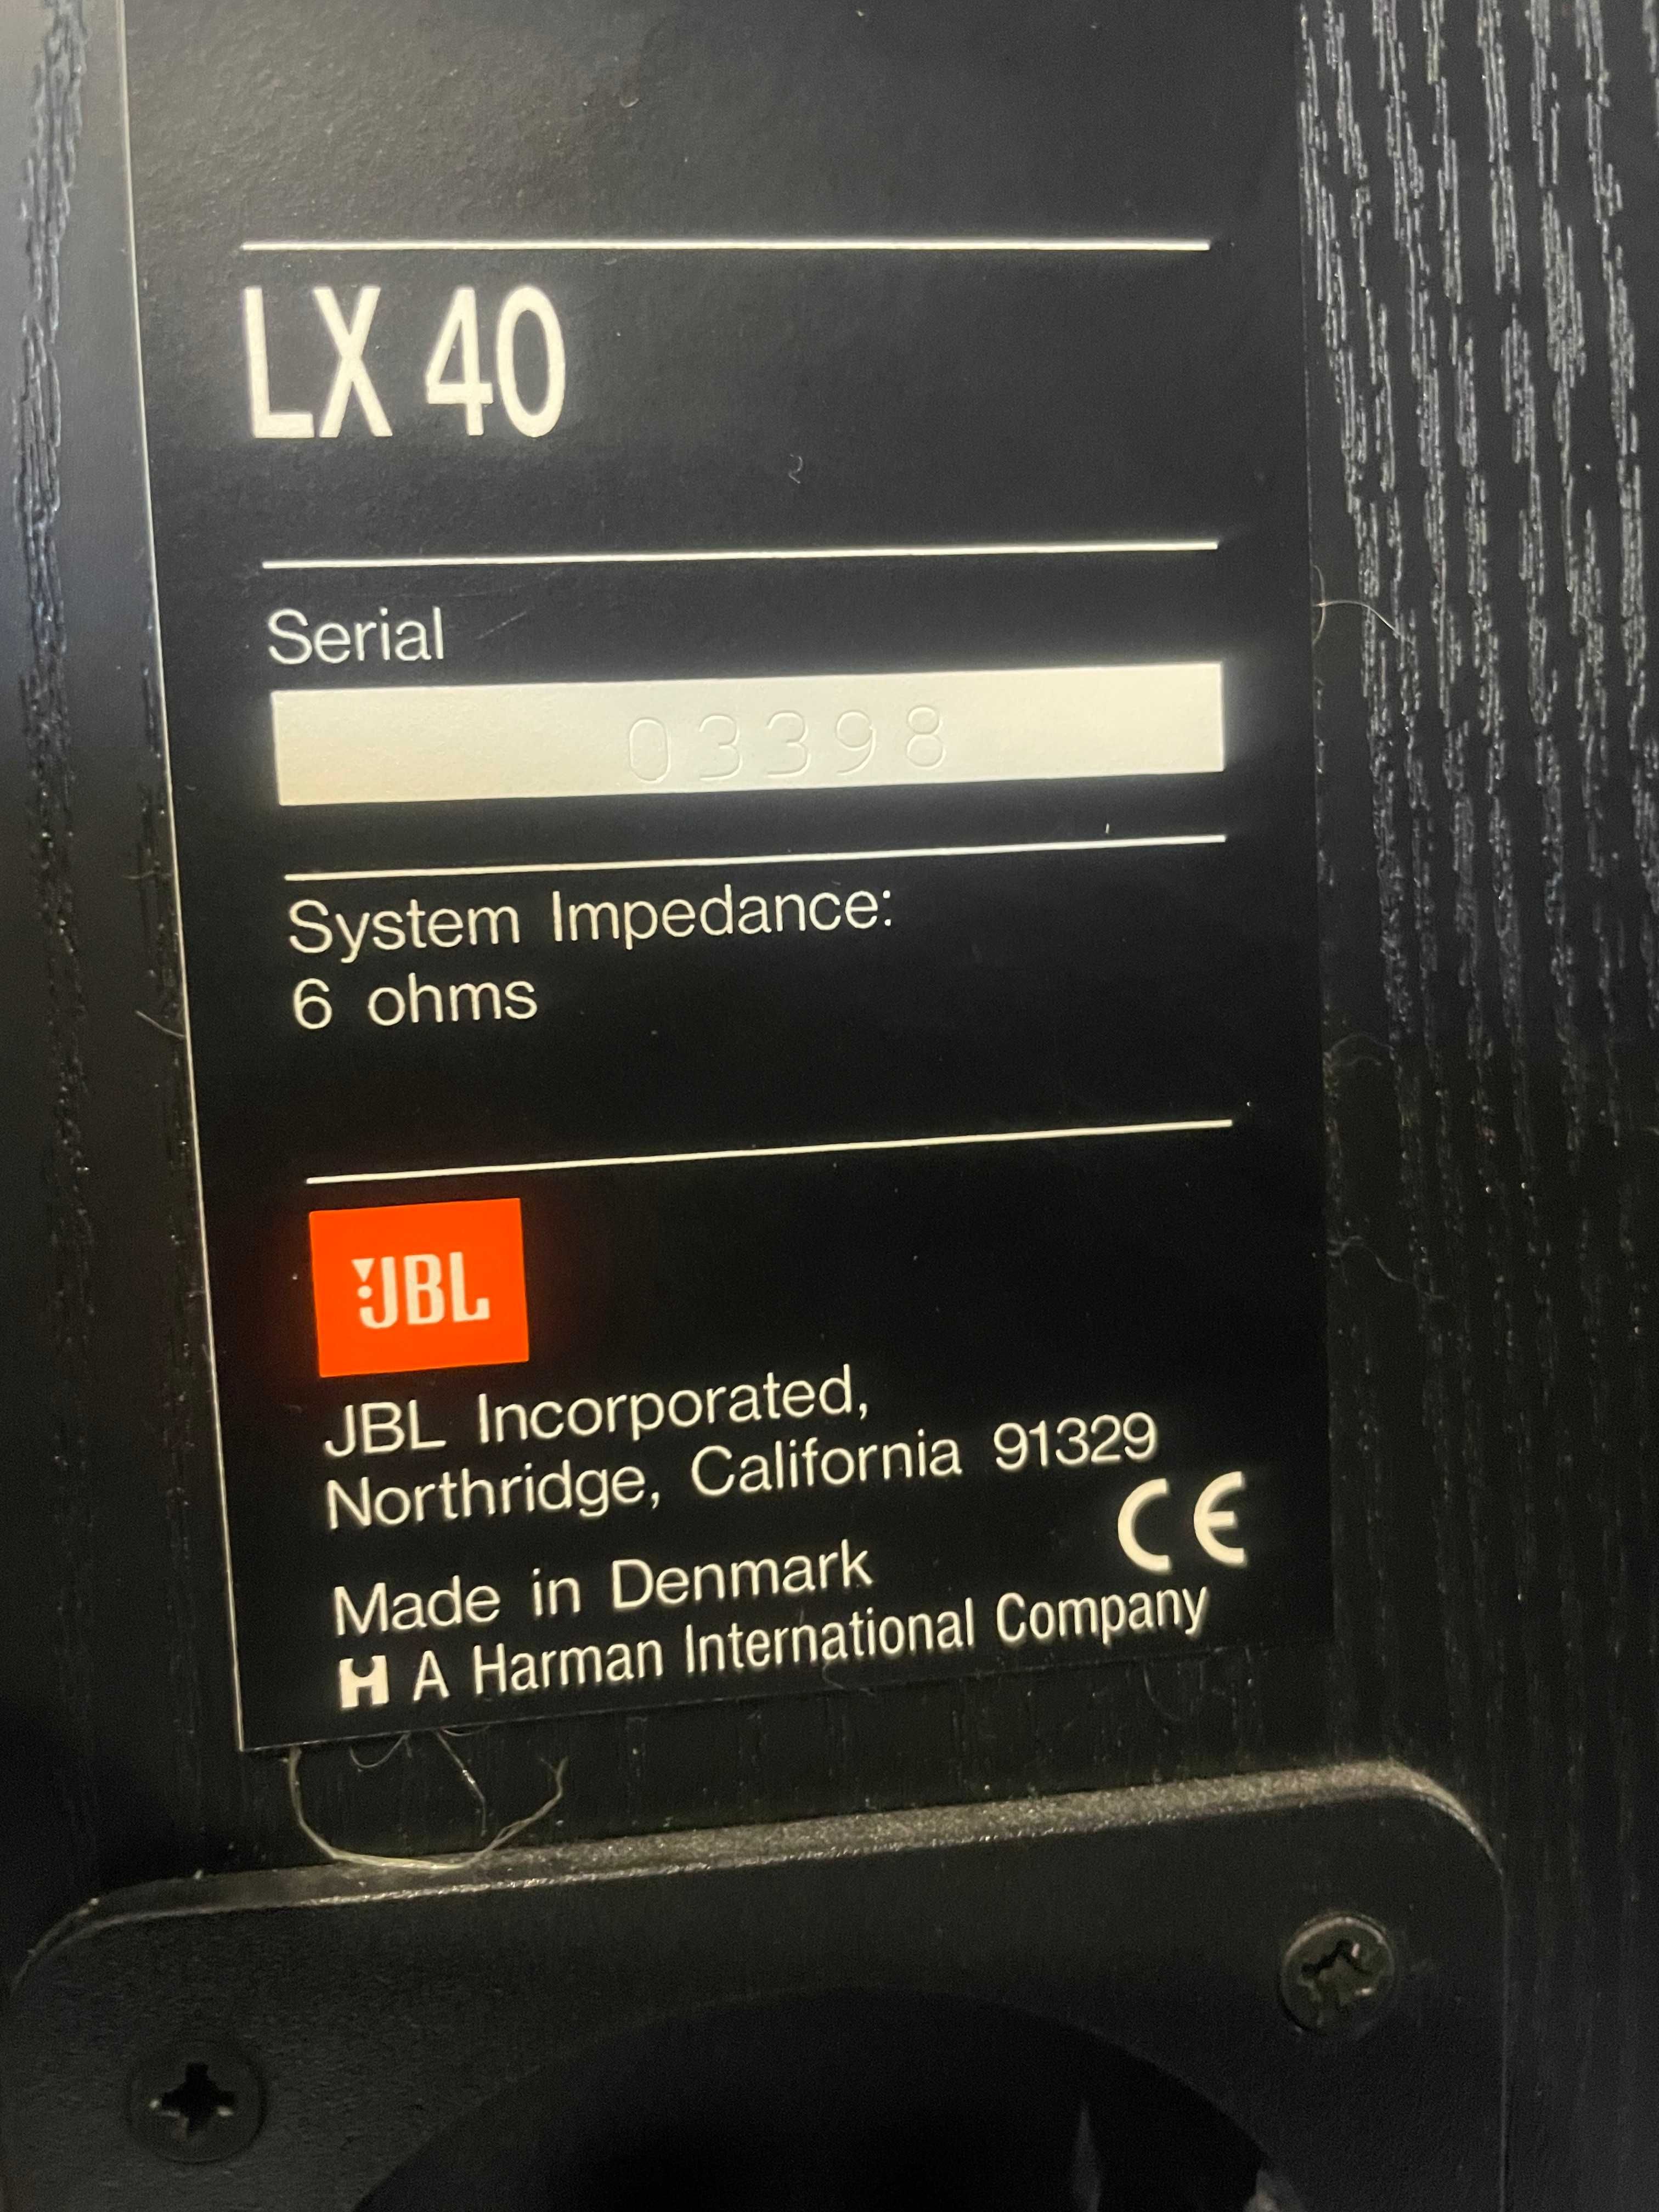 LX 40
Serial
03398
System Impedance:
6 ohms
JBL
JBL Incorporated,
Northridge, California 91329
CE
Made in Denmark
H A Harman International Company